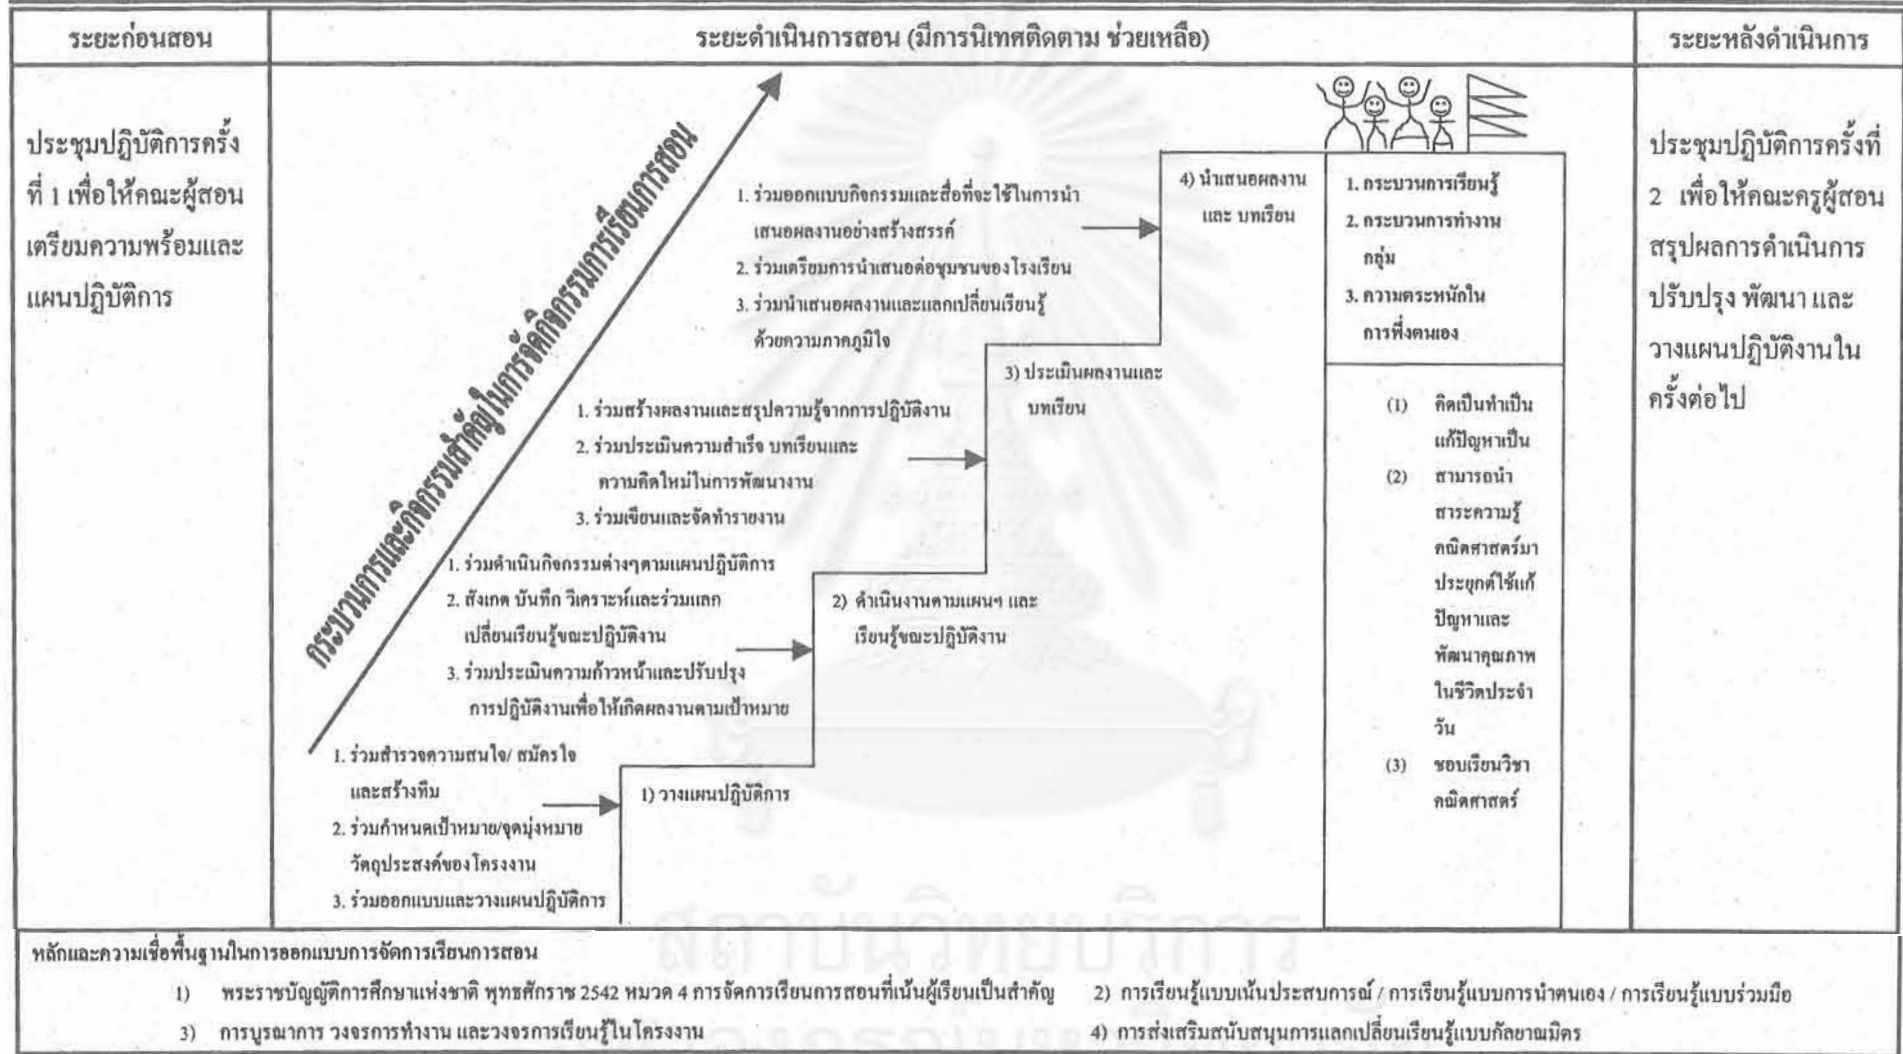 ระยะก่อนสอน
ระยะดำเนินการสอน (มีการนิเทศติดตาม ช่วยเหลือ)
ระยะหลังดำเนินการ
ประชุมปฏิบัติการครั้ง
ที่ 1 เพื่อให้คณะผู้สอน
เตรียมความพร้อมและ
แผนปฏิบัติการ
กระบวนการและกิจกรรมสำคัญในการจัดกิจกรรมการเรียนการสอน
1. ร่วมออกแบบกิจกรรมและสื่อที่จะใช้ในการนำ
เสนอผลงานอย่างสร้างสรรค์
2. ร่วมเตรียมการนำเสนอต่อชุมชนของโรงเรียน
3. ร่วมนำเสนอผลงานและแลกเปลี่ยนเรียนรู้
ด้วยความภาคภูมิใจ
4) นำเสนอผลงาน
และ บทเรียน
1. ร่วมสร้างผลงานและสรุปความรู้จากการปฏิบัติงาน
2. ร่วมประเมินความสำเร็จ บทเรียนและ
ความคิดใหม่ในการพัฒนางาน
3. ร่วมเขียนและจัดทำรายงาน
3) ประเมินผลงานและ
บทเรียน
1. ร่วมดำเนินกิจกรรมต่างๆตามแผนปฏิบัติการ
2. สังเกต บันทึก วิเคราะห์และร่วมแลก
เปลี่ยนเรียนรู้ขณะปฏิบัติงาน
3. ร่วมประเมินความก้าวหน้าและปรับปรุง
การปฏิบัติงานเพื่อให้เกิดผลงานตามเป้าหมาย
2) ดำเนินงานตามแผนฯ และ
เรียนรู้ขณะปฏิบัติงาน
1. ร่วมสำรวจความสนใจ/ สมัครใจ
และสร้างทีม
2. ร่วมกำหนดเป้าหมาย/จุดมุ่งหมาย
วัตถุประสงค์ของโครงงาน
3. ร่วมออกแบบและวางแผนปฏิบัติการ
1) วางแผนปฏิบัติการ
1. กระบวนการเรียนรู้
2. กระบวนการทำงาน
กลุ่ม
3. ความตระหนักใน
การพึ่งตนเอง
(1) คิดเป็นทำเป็น
แก้ปัญหาเป็น
(2) สามารถนำ
สาระความรู้
คณิตศาสตร์มา
ประยุกต์ใช้แก้
ปัญหาและ
พัฒนาคุณภาพ
ในชีวิตประจำ
วัน
(3) ชอบเรียนวิชา
คณิตศาสตร์
ประชุมปฏิบัติการครั้งที่
2 เพื่อให้คณะครูผู้สอน
สรุปผลการดำเนินการ
ปรับปรุง พัฒนา และ
วางแผนปฏิบัติงานใน
ครั้งต่อไป
สถาบันวิทยบริการ
หลักและความเชื่อพื้นฐานในการออกแบบการจัดการเรียนการสอน
1) พระราชบัญญัติการศึกษาแห่งชาติ พุทธศักราช 2542 หมวด 4 การจัดการเรียนการสอนที่เน้นผู้เรียนเป็นสำคัญ 2) การเรียนรู้แบบเน้นประสบการณ์ / การเรียนรู้แบบการนำตนเอง / การเรียนรู้แบบร่วมมือ
3) การบูรณาการ วงจรการทำงาน และวงจรการเรียนรู้ในโครงงาน 4) การส่งเสริมสนับสนุนการแลกเปลี่ยนเรียนรู้แบบกัลยาณมิตร